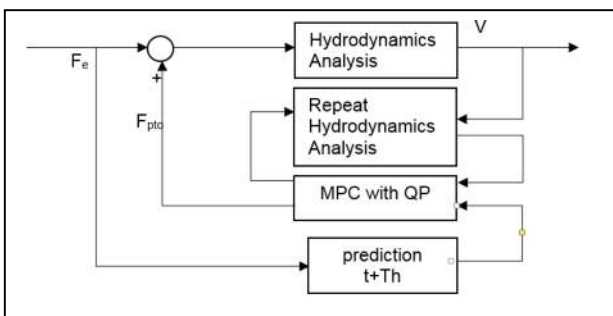 Fe
+
Fpto
Hydrodynamics
Analysis
V
Repeat
Hydrodynamics
Analysis
MPC with QP
prediction
t+Th